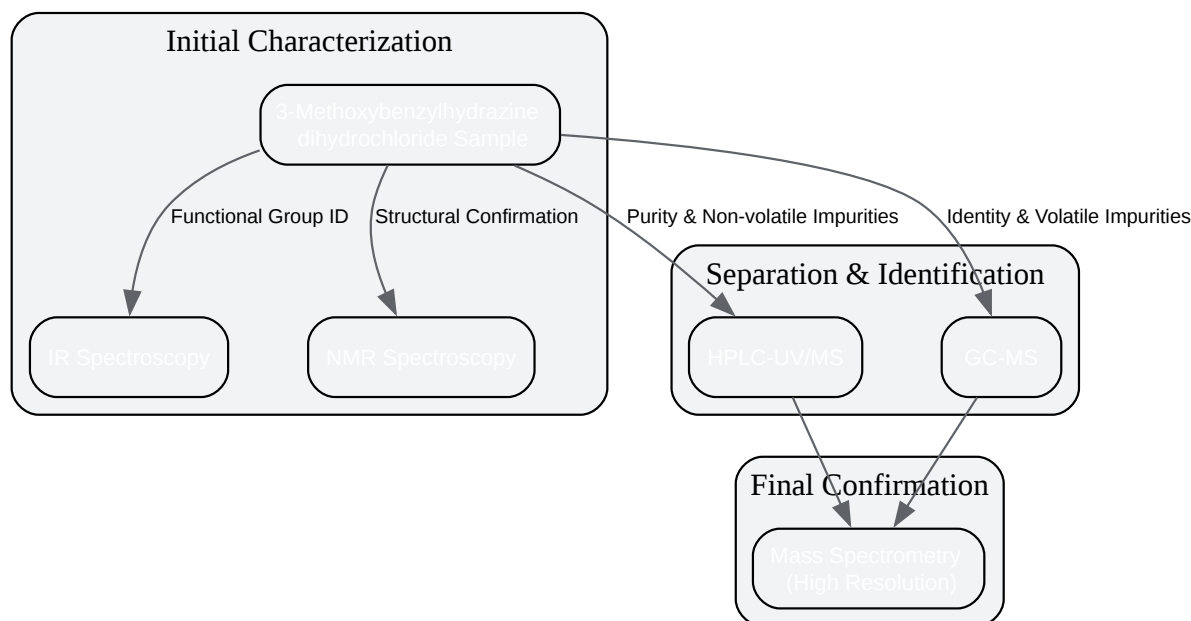 Initial Characterization
3-Methoxybenzylhydrazine
dihydrochloride Sample
Functional Group ID
Structural Confirmation
Purity & Non-volatile Impurities
Identity & Volatile Impurities
Separation & Identification
IR Spectroscopy
NMR Spectroscopy
HPLC-UV/MS
GC-MS
Final Confirmation
Mass Spectrometry
(High Resolution)